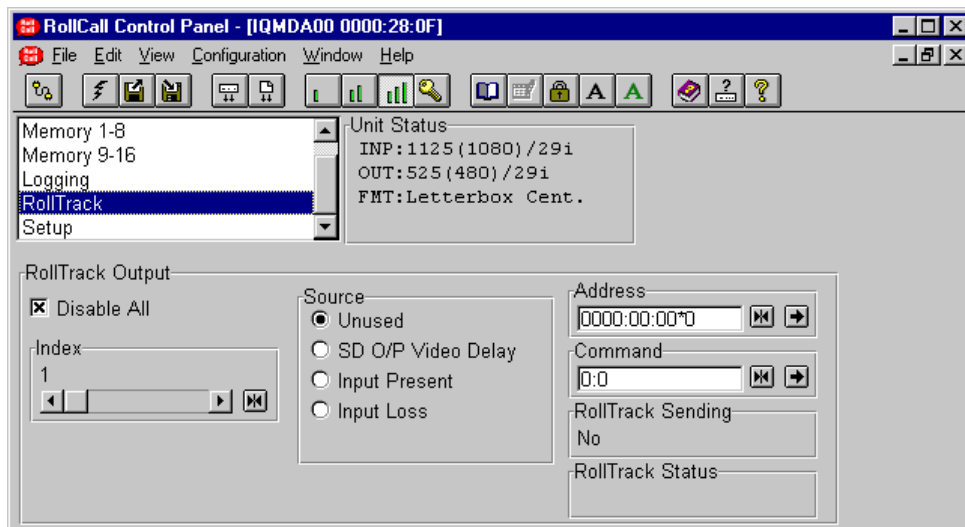 RollCall Control Panel - [IQMDA00 0000:28:0F]
File Edit View Configuration Window Help
A A
Memory 1-8
Memory 9-16
Logging
RollTrack
Setup
Unit Status
INP:1125(1080)/29i
OUT:525(480)/29i
FMT:Letterbox Cent.
RollTrack Output
Disable All
Index
1
Source
Unused
SD O/P Video Delay
Input Present
Input Loss
Address
0000:00:00*0
Command
0:0
RollTrack Sending
No
RollTrack Status